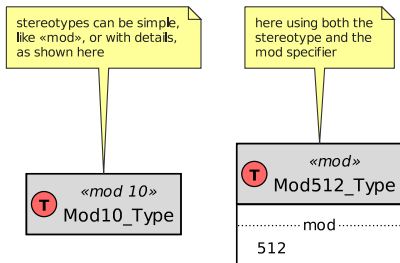 stereotypes can be simple,
like «mod», or with details,
as shown here
here using both the
stereotype and the
mod specifier
T
«mod 10»
Mod10_Type
T
«mod»
Mod512_Type
mod
512